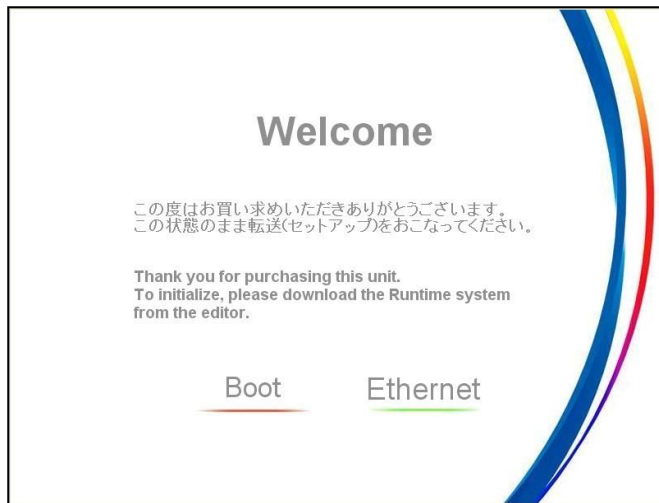 Welcome
この度はお買い求めいただきありがとうございます。
この状態のまま転送(セットアップ)をおこなってください。
Thank you for purchasing this unit.
To initialize, please download the Runtime system
from the editor.
Boot
Ethernet